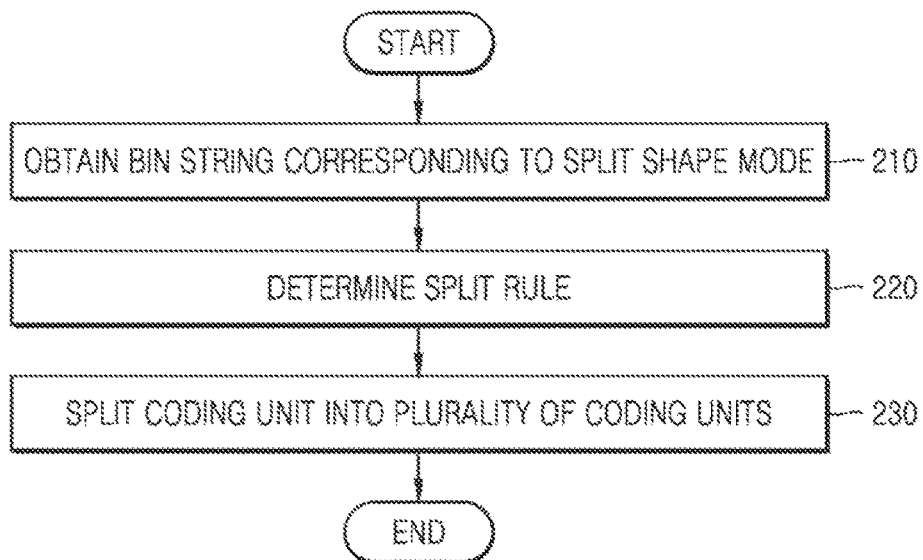 START
OBTAIN BIN STRING CORRESPONDING TO SPLIT SHAPE MODE 210
DETERMINE SPLIT RULE 220
SPLIT CODING UNIT INTO PLURALITY OF CODING UNITS 230
END